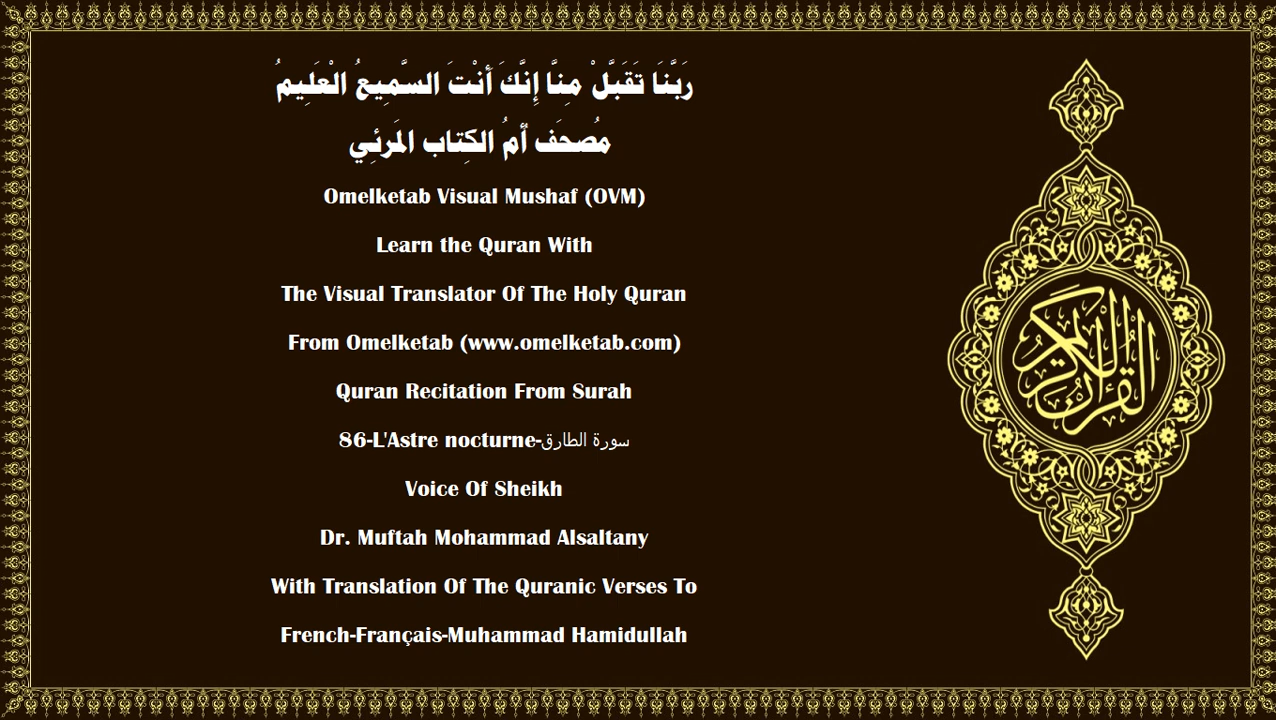 رَبَّنَا تَقَبَّلْ مِنَّا إِنَّكَ أَنْتَ السَّمِيعُ الْعَلِيمُ
مُصحَف أمُ الكِتاب المَرئِي
Omelketab Visual Mushaf (OVM)
Learn the Quran With
The Visual Translator Of The Holy Quran
From Omelketab (www.omelketab.com)
Quran Recitation From Surah
86-L'Astre nocturne-سورة الطارق
Voice Of Sheikh
Dr. Muftah Mohammad Alsaltany
With Translation Of The Quranic Verses To
French-Français-Muhammad Hamidullah
القرآن الكريم